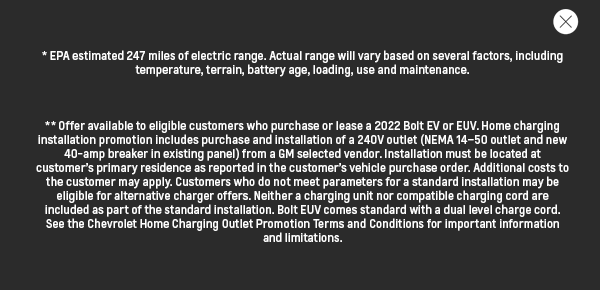 * EPA estimated 247 miles of electric range. Actual range will vary based on several factors, including
temperature, terrain, battery age, loading, use and maintenance.
** Offer available to eligible customers who purchase or lease a 2022 Bolt EV or EUV. Home charging
installation promotion includes purchase and installation of a 240V outlet (NEMA 14–50 outlet and new
40-amp breaker in existing panel) from a GM selected vendor. Installation must be located at
customer's primary residence as reported in the customer's vehicle purchase order. Additional costs to
the customer may apply. Customers who do not meet parameters for a standard installation may be
eligible for alternative charger offers. Neither a charging unit nor compatible charging cord are
included as part of the standard installation. Bolt EUV comes standard with a dual level charge cord.
See the Chevrolet Home Charging Outlet Promotion Terms and Conditions for important information
and limitations.